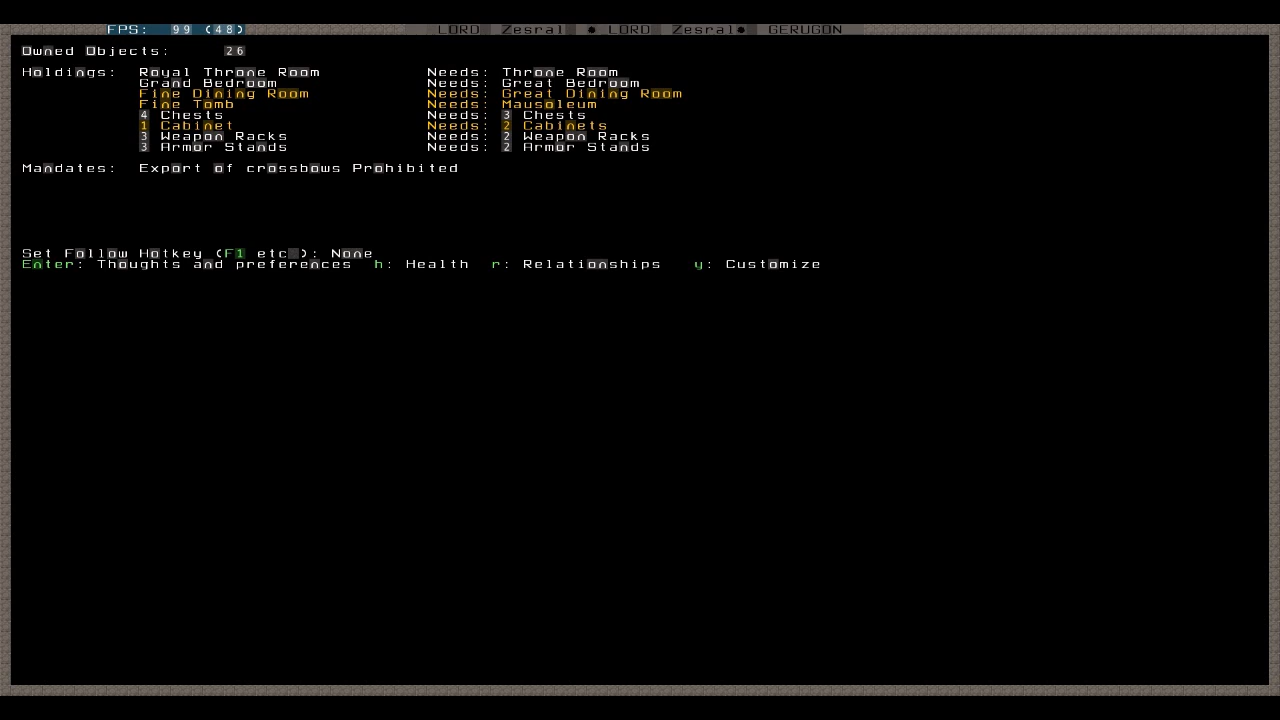 FPS: 99 (48) LORD Zesral LORD Zesral GERUGON
Owned Objects: 26
Holdings: Royal Throne Room Needs: Throne Room
Grand Bedroom Needs: Great Bedroom
Fine Dining Room Needs: Great Dining Room
Fine Tomb Needs: Mausoleum
4 Chests Needs: 3 Chests
1 Cabinet Needs: 2 Cabinets
3 Weapon Racks Needs: 2 Weapon Racks
3 Armor Stands Needs: 2 Armor Stands
Mandates: Export of crossbows Prohibited
Set Follow Hotkey (F1 etc.): None
Enter: Thoughts and preferences h: Health r: Relationships y: Customize